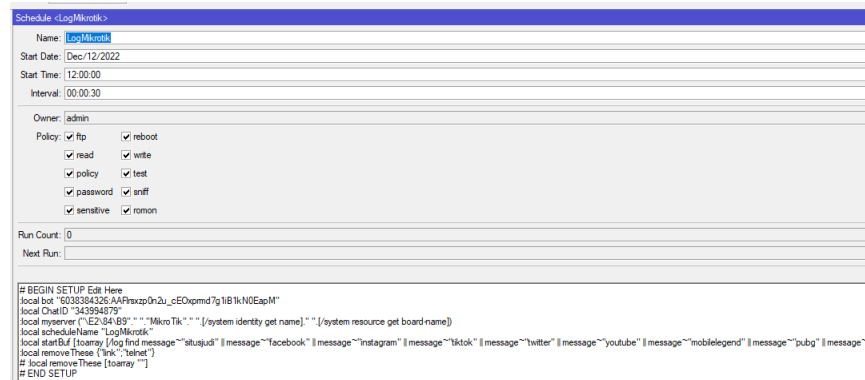 Schedule <LogMikrotik>
Name: LogMikrotik
Start Date: Dec/12/2022
Start Time: 12:00:00
Interval: 00:00:30
Owner: admin
Policy: ftp reboot
read write
policy test
password sniff
sensitive romon
Run Count: 0
Next Run:
# BEGIN SETUP Edit Here
:local bot "6038384326:AAFlrsxzp0n2u_cEOxprmd7g1iB1kN0EapM"
:local ChatID "343994879"
:local myserver ("\E2\84\B9"." "."MikroTik"." ".[/system identity get name]." ".[/system resource get board-name])
:local scheduleName "LogMikrotik"
:local startBuf [:toarray [/log find message~"situsjudi" || message~"facebook" || message~"instagram" || message~"tiktok" || message~"twitter" || message~"youtube" || message~"mobilelegend" || message~"pubg" || message~
:local removeThese {"link";"telnet"}
# :local removeThese [:toarray ""]
# END SETUP